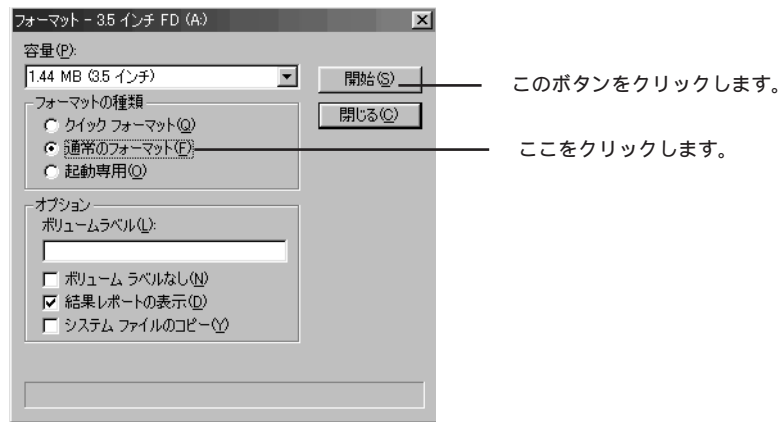 フォーマット - 3.5 インチ FD (A:)
容量(P):
1.44 MB (3.5 インチ)
開始(S)
このボタンをクリックします。
フォーマットの種類
閉じる(C)
クイック フォーマット(Q)
通常のフォーマット(F)
ここをクリックします。
起動専用(O)
オプション
ボリュームラベル(L):
ボリューム ラベルなし(N)
結果レポートの表示(D)
システム ファイルのコピー(Y)